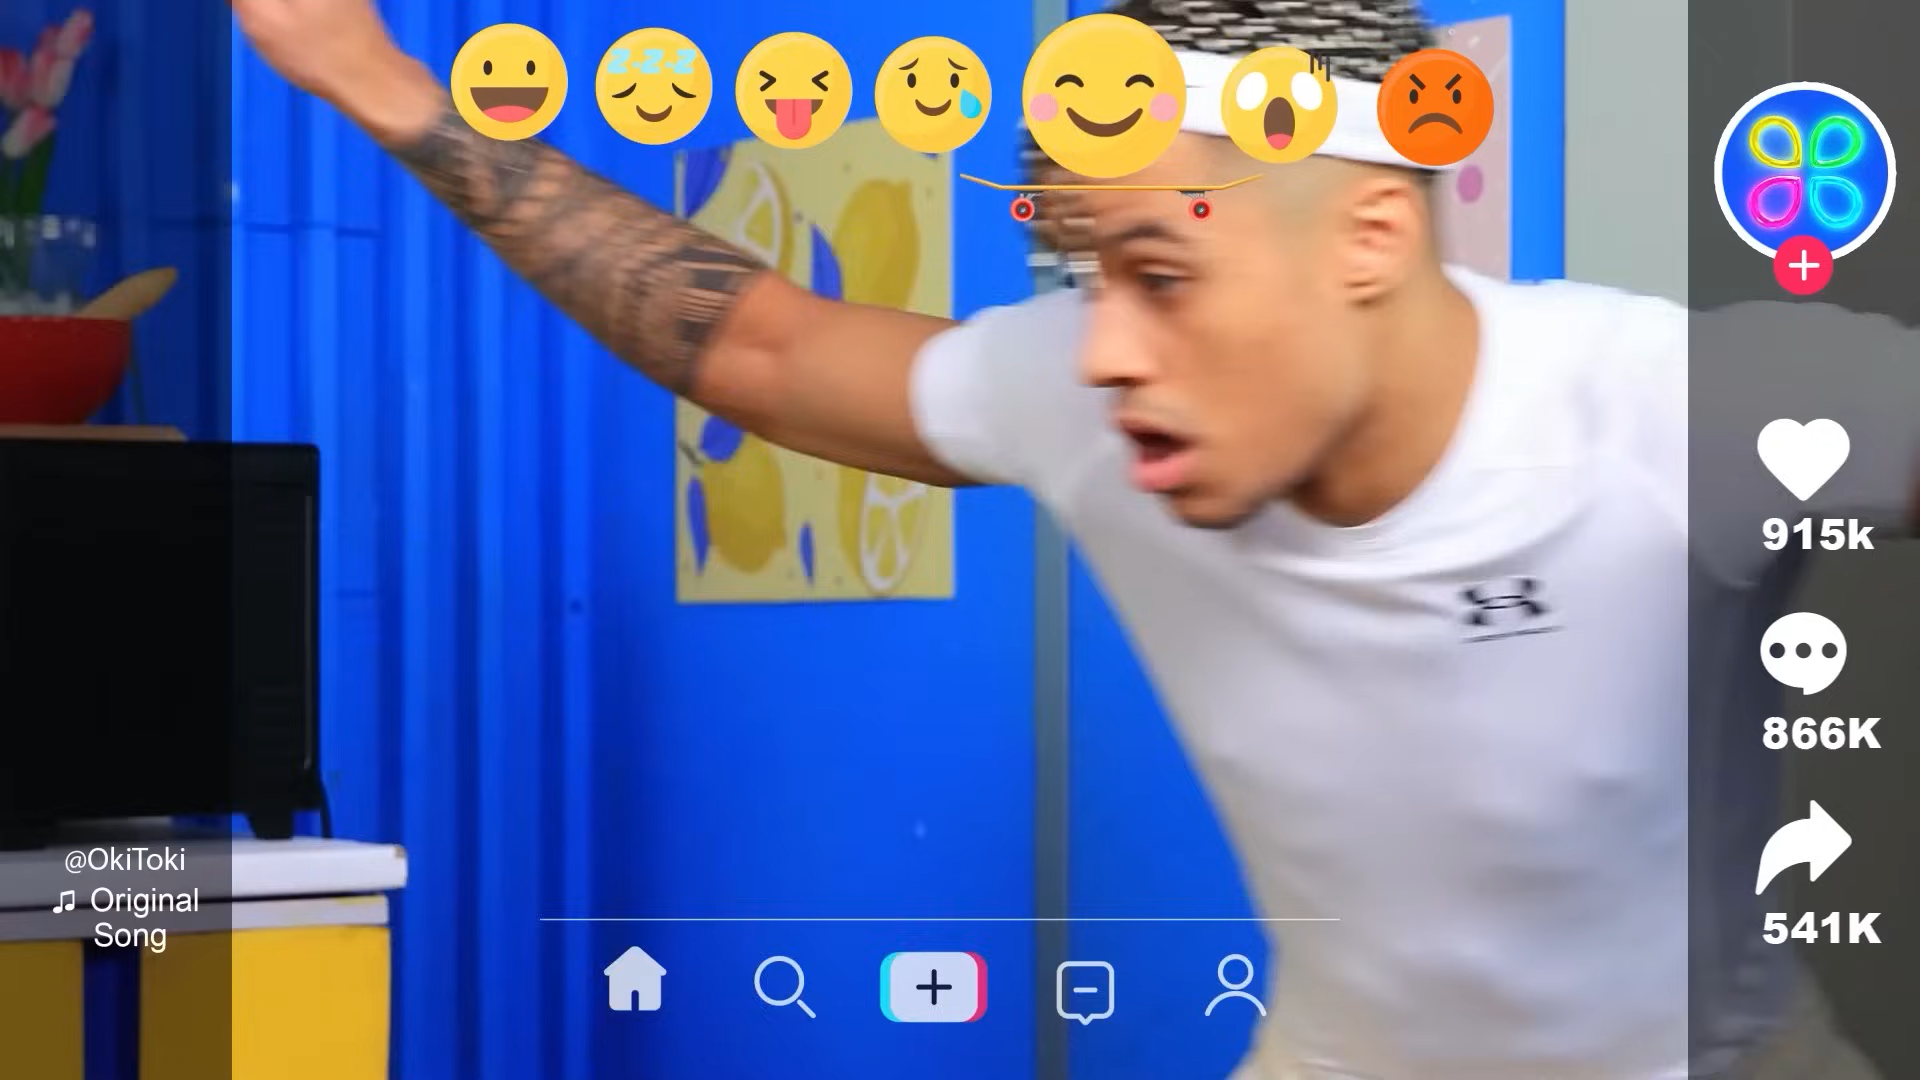 Z-Z-Z
915k
866K
541K
@OkiToki
♫ Original
Song